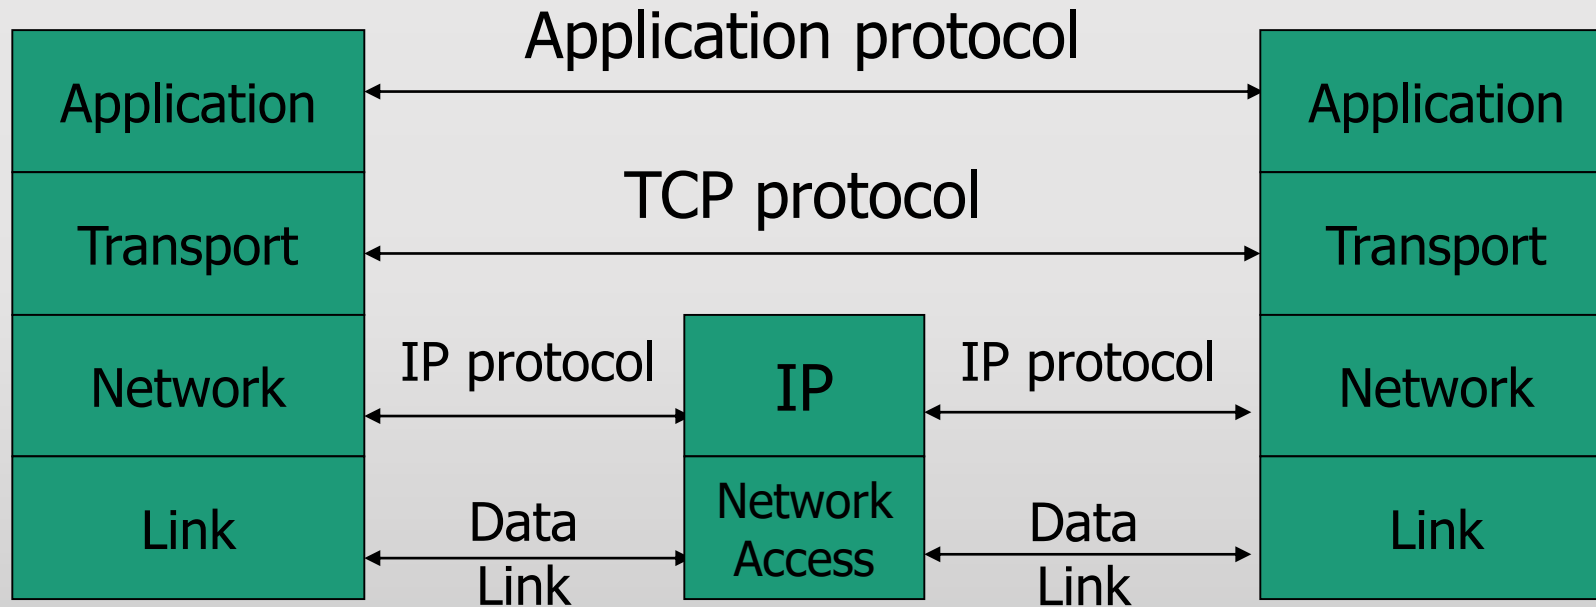 Application protocol
Application
Application
TCP protocol
Transport
Transport
IP protocol
IP protocol
Network
IP
Network
Link
Data
Link
Network
Access
Data
Link
Link